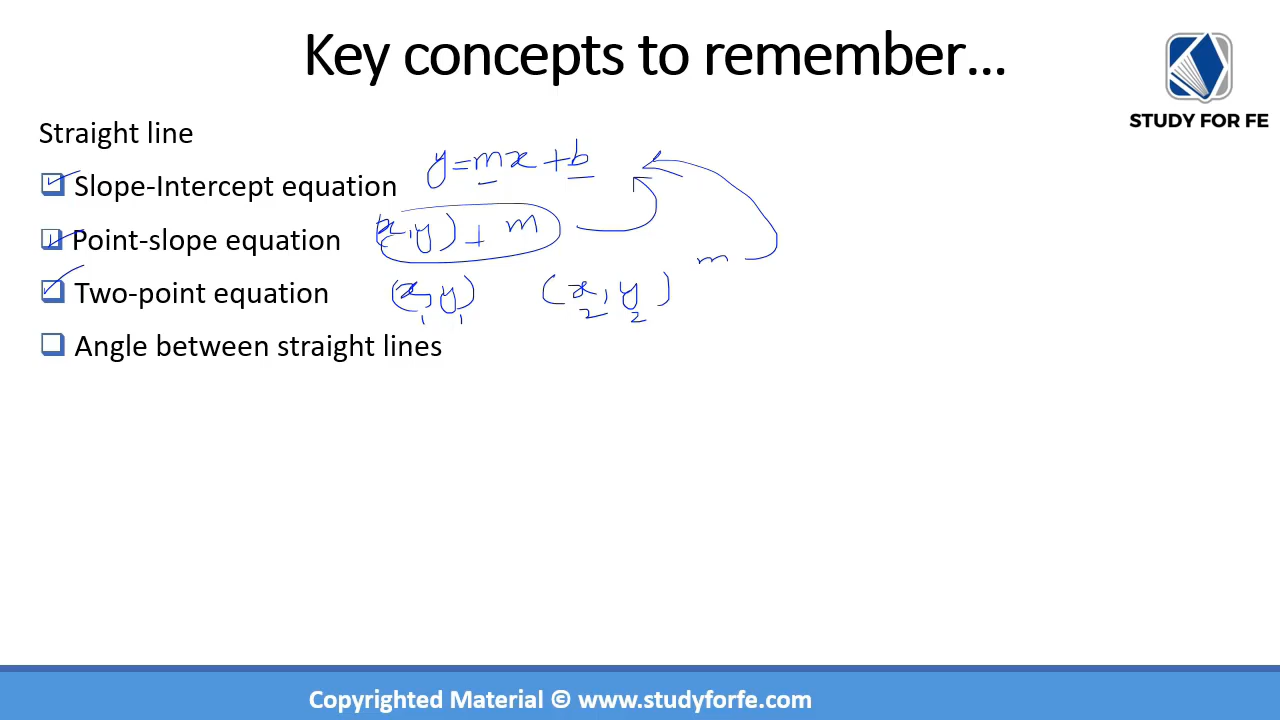 Key concepts to remember...
STUDY FOR FE
Straight line
Slope-Intercept equation y=mx+b
Point-slope equation (x,y) + m
Two-point equation (x₁,y₁) (x₂,y₂) m
Angle between straight lines
Copyrighted Material © www.studyforfe.com